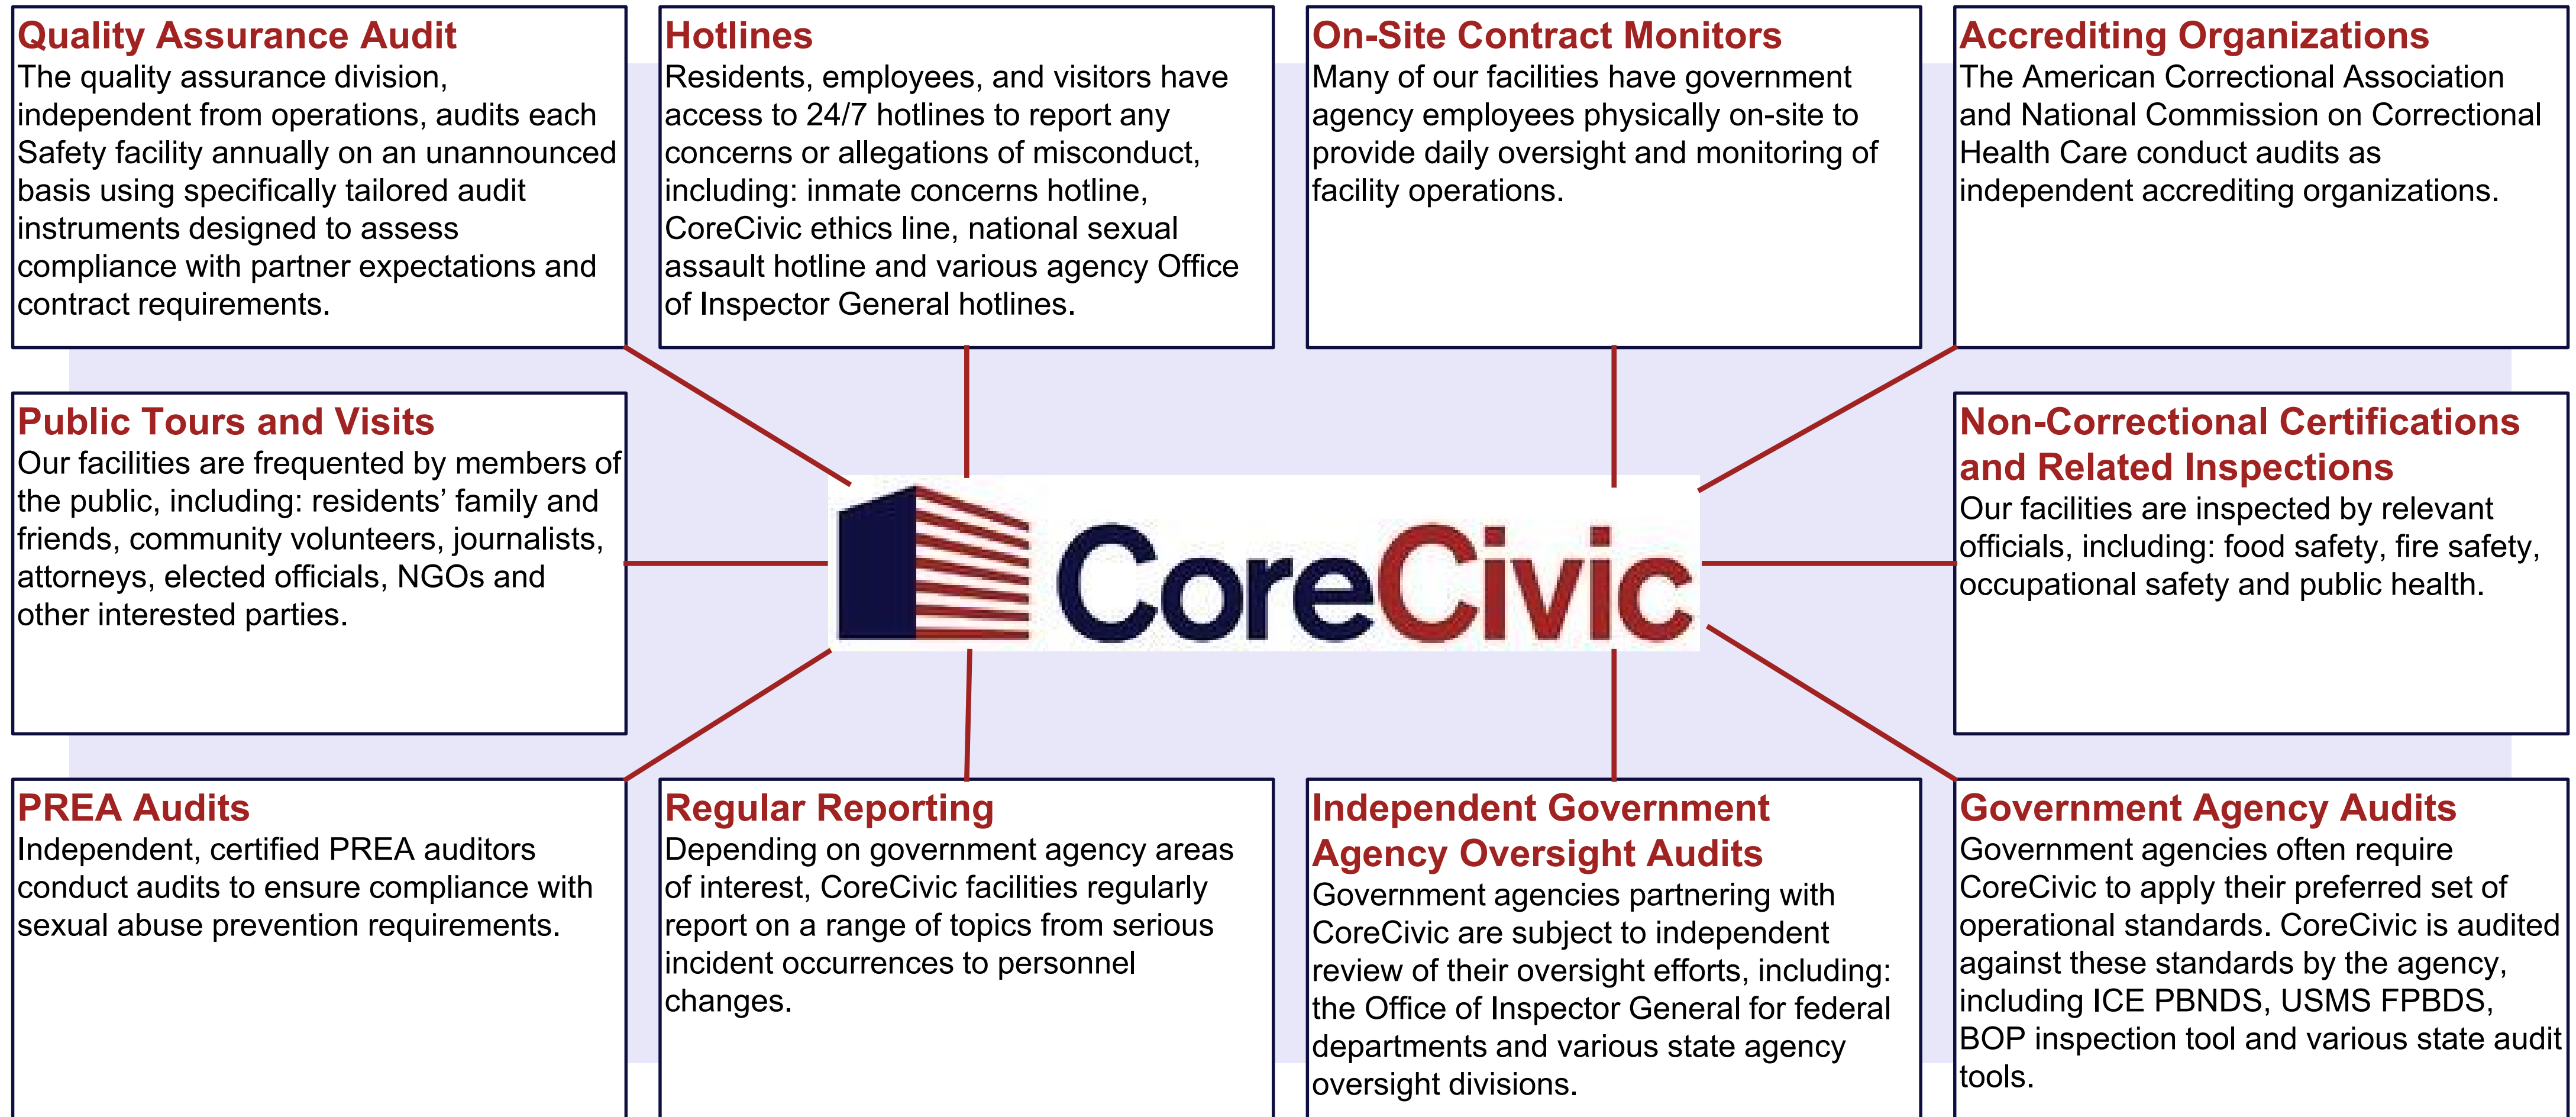 Quality Assurance Audit
The quality assurance division,
independent from operations, audits each
Safety facility annually on an unannounced
basis using specifically tailored audit
instruments designed to assess
compliance with partner expectations and
contract requirements.
Hotlines
Residents, employees, and visitors have
access to 24/7 hotlines to report any
concerns or allegations of misconduct,
including: inmate concerns hotline,
CoreCivic ethics line, national sexual
assault hotline and various agency Office
of Inspector General hotlines.
On-Site Contract Monitors
Many of our facilities have government
agency employees physically on-site to
provide daily oversight and monitoring of
facility operations.
Accrediting Organizations
The American Correctional Association
and National Commission on Correctional
Health Care conduct audits as
independent accrediting organizations.
Public Tours and Visits
Our facilities are frequented by members of
the public, including: residents’ family and
friends, community volunteers, journalists,
attorneys, elected officials, NGOs and
other interested parties.
CoreCivic
Non-Correctional Certifications
and Related Inspections
Our facilities are inspected by relevant
officials, including: food safety, fire safety,
occupational safety and public health.
PREA Audits
Independent, certified PREA auditors
conduct audits to ensure compliance with
sexual abuse prevention requirements.
Regular Reporting
Depending on government agency areas
of interest, CoreCivic facilities regularly
report on a range of topics from serious
incident occurrences to personnel
changes.
Independent Government
Agency Oversight Audits
Government agencies partnering with
CoreCivic are subject to independent
review of their oversight efforts, including:
the Office of Inspector General for federal
departments and various state agency
oversight divisions.
Government Agency Audits
Government agencies often require
CoreCivic to apply their preferred set of
operational standards. CoreCivic is audited
against these standards by the agency,
including ICE PBNDS, USMS FPBDS,
BOP inspection tool and various state audit
tools.